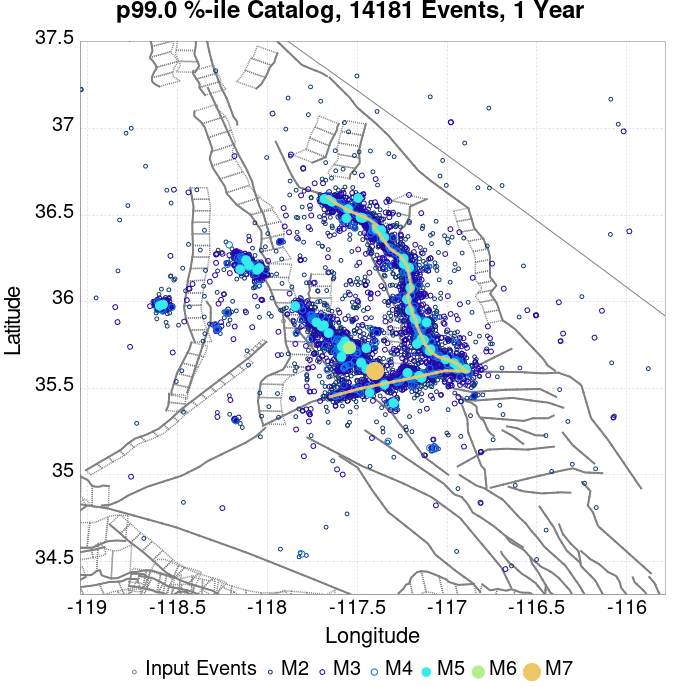 p99.0 %-ile Catalog, 14181 Events, 1 Year
37.5
37
36.5
36
35.5
35
34.5
Latitude
-119 -118.5 -118 -117.5 -117 -116.5 -116
Longitude
Input Events M2 M3 M4 M5 M6 M7